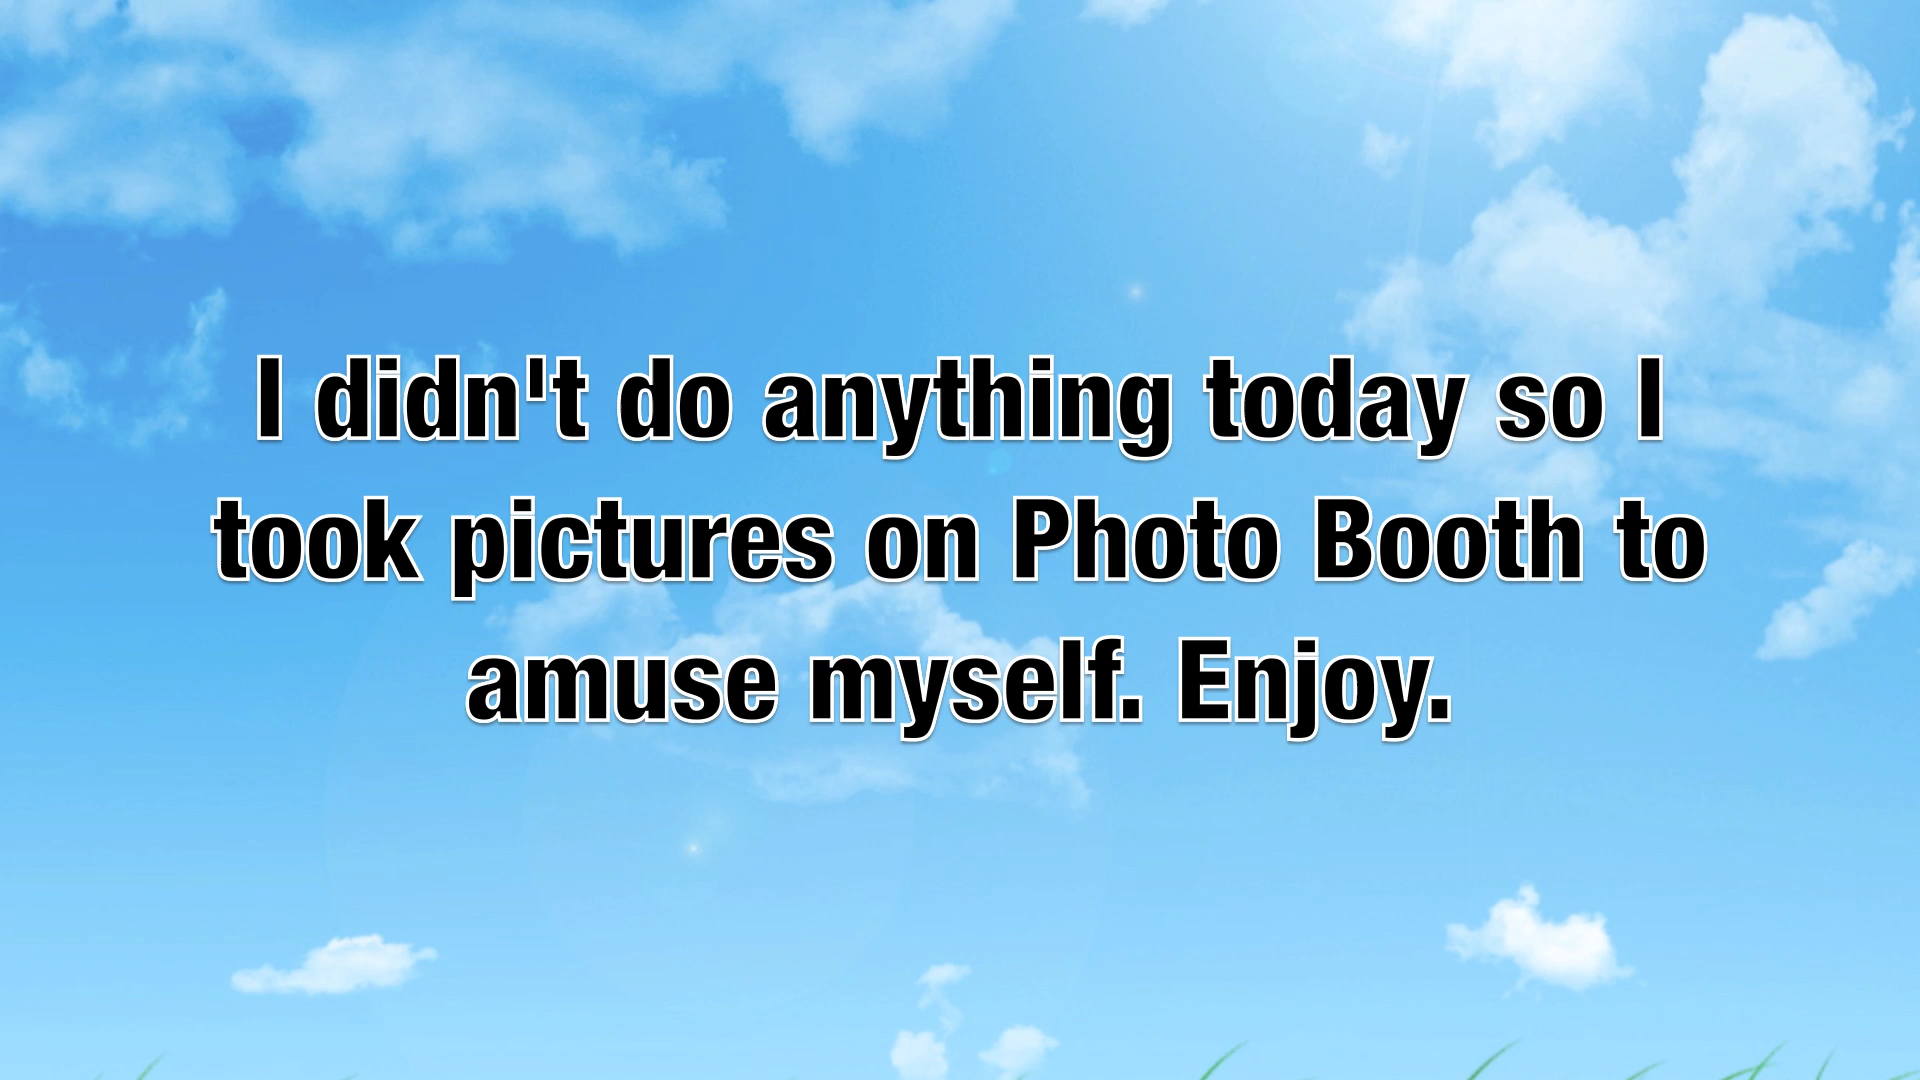 I didn't do anything today so I
took pictures on Photo Booth to
amuse myself. Enjoy.